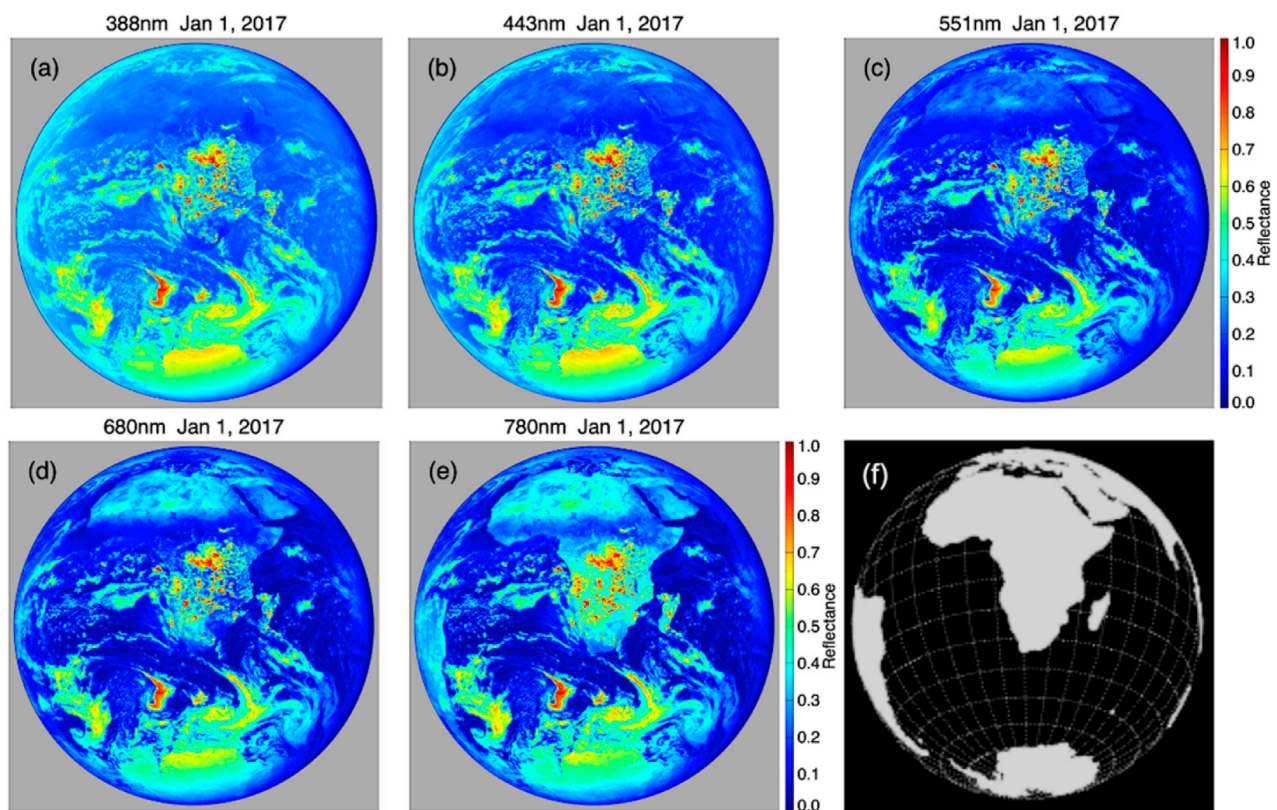 388nm Jan 1, 2017
443nm Jan 1, 2017
551nm Jan 1, 2017
(a)
(b)
(c)
1.0
0.9
0.8
0.7
0.6
0.5
0.4
0.3
0.2
0.1
0.0
Reflectance
680nm Jan 1, 2017
780nm Jan 1, 2017
(d)
(e)
(f)
1.0
0.9
0.8
0.7
0.6
0.5
0.4
0.3
0.2
0.1
0.0
Reflectance